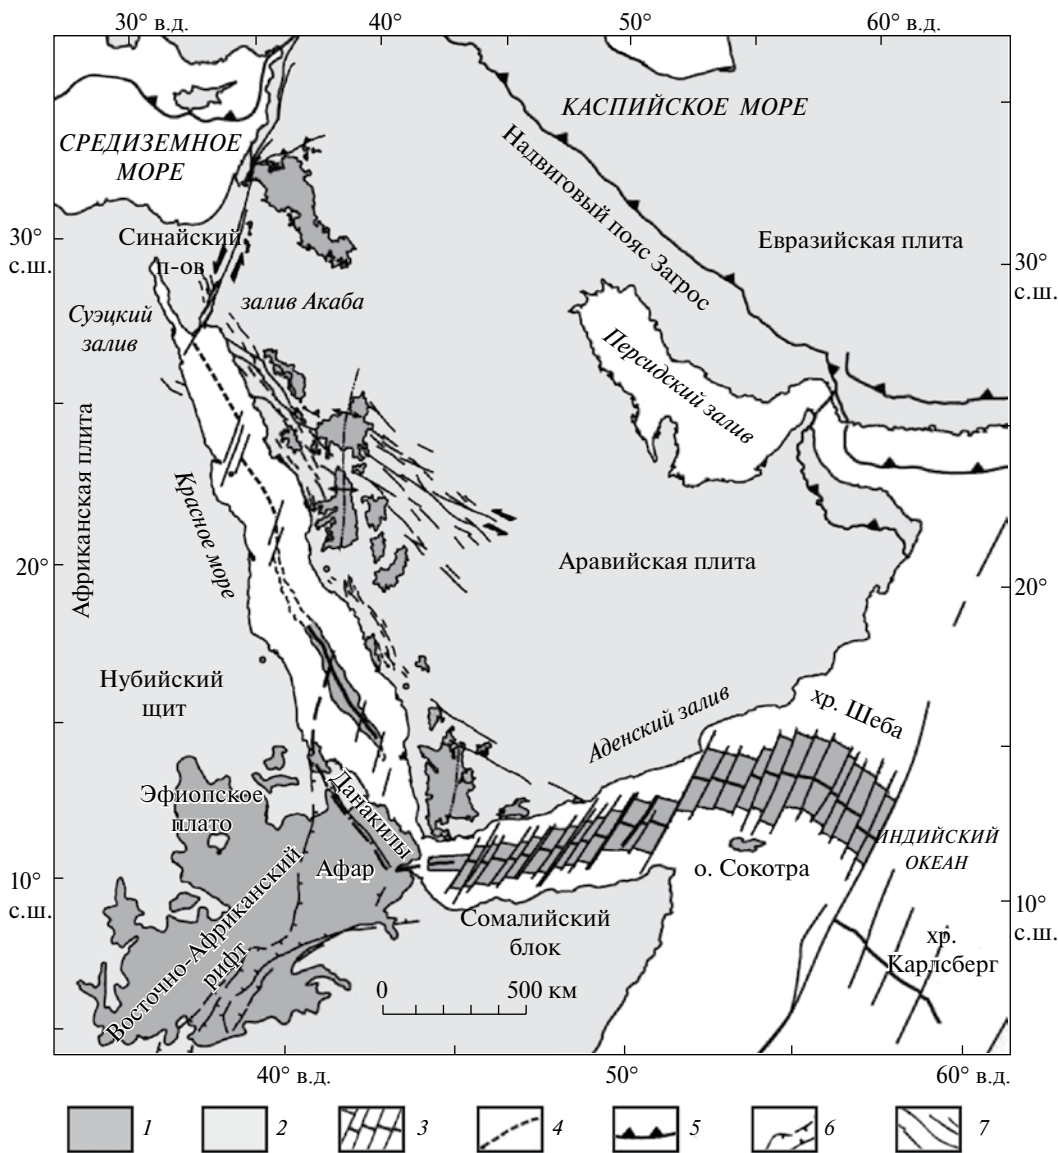 30° в.д.
40°
50°
60° в.д.
КАСПИЙСКОЕ МОРЕ
СРЕДИЗЕМНОЕ
МОРЕ
Надвиговый пояс Загрос
30°
с.ш.
Синайский
п-ов
Евразийская плита
30°
с.ш.
залив Акаба
Суэцкий
залив
Персидский залив
Африканская плита
Красное море
Аравийская плита
20°
20°
Нубийский
щит
Аденский залив
хр. Шеба
Эфиопское
плато
Данакилы
Афар
ИНДИЙСКИЙ
ОКЕАН
о. Сокотра
10°
с.ш.
10°
с.ш.
Восточно-Африканский
рифт
Сомалийский
блок
хр.
Карлсберг
0 500 км
40° в.д.
50°
60° в.д.
1 2 3 4 5 6 7